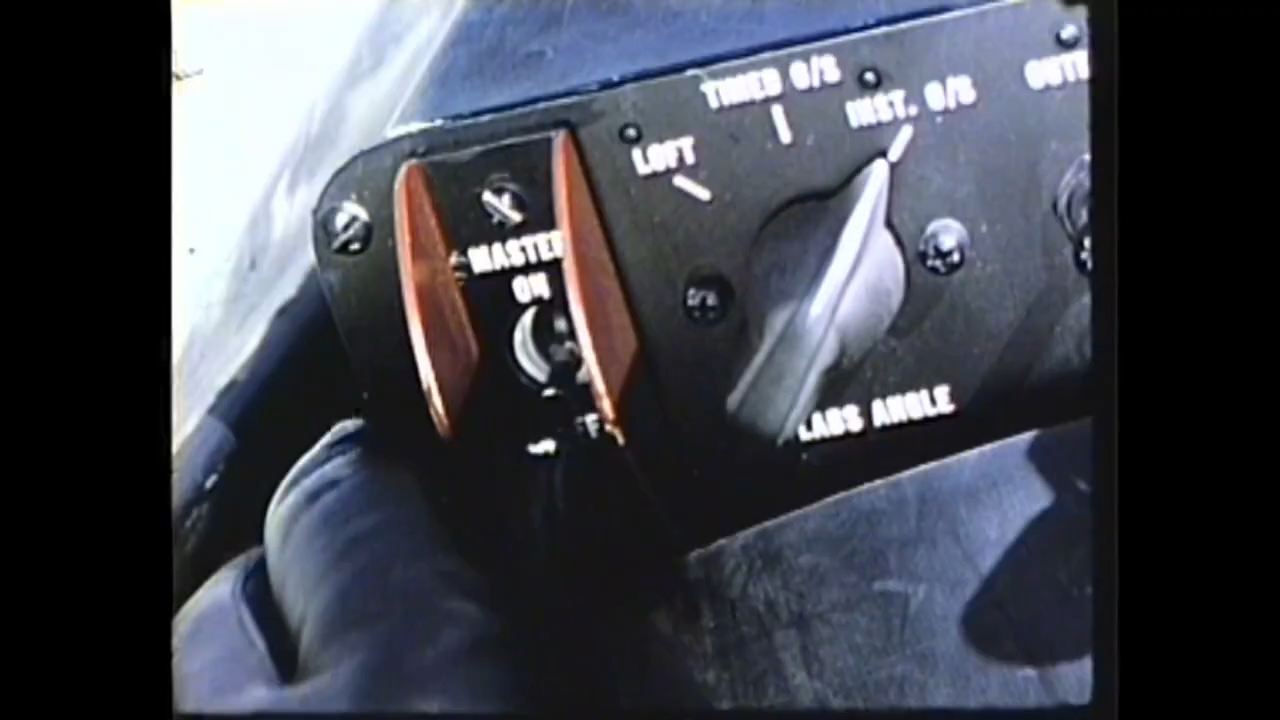 TIMED O/S
INST. O/S
LOFT
MASTER
ON
LABS ANGLE